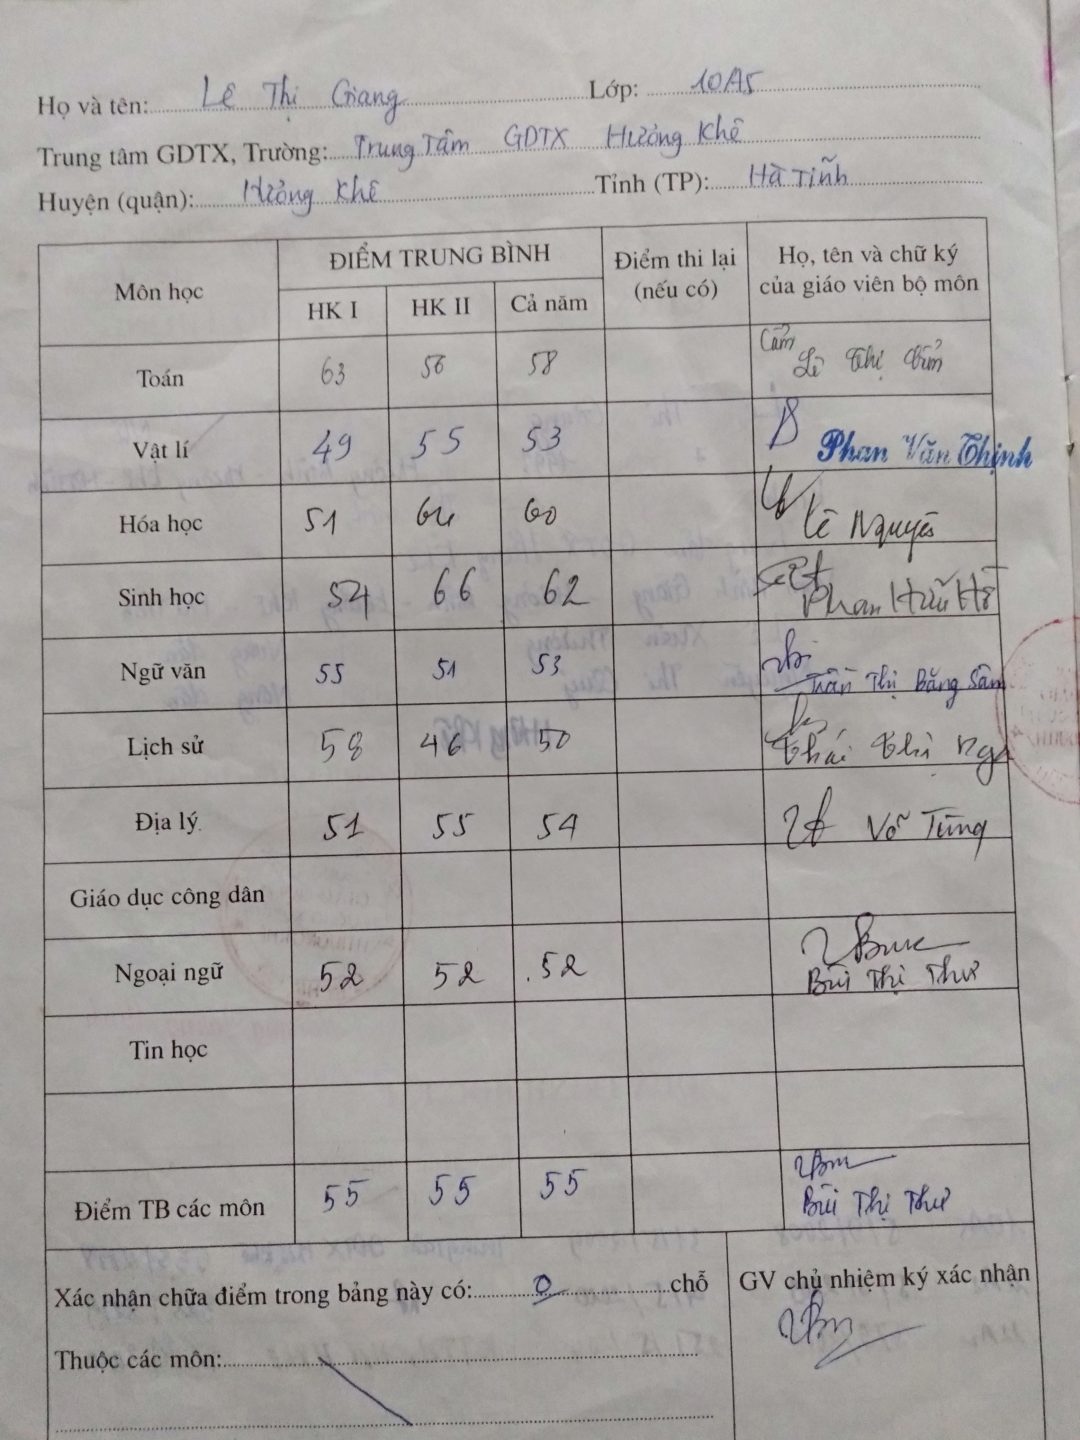 Họ và tên: Lê Thị Giang Lớp: 10A5
Trung tâm GDTX, Trường: Trung Tâm GDTX Hương Khê
Huyện (quận): Hương Khê Tỉnh (TP): Hà Tĩnh
Môn học ĐIỂM TRUNG BÌNH Điểm thi lại (nếu có) Họ, tên và chữ ký của giáo viên bộ môn
HK I HK II Cả năm
Toán 63 56 58 Cẩm Lê Thị Cẩm
Vật lí 49 55 53 Phan Văn Thịnh
Hóa học 51 64 60 Lê Nguyên
Sinh học 54 66 62 Phan Hữu
Ngữ văn 55 51 53 Trần Thị Băng Sâm
Lịch sử 58 46 50 Thái Thị Nga
Địa lý 51 55 54 Võ Tùng
Giáo dục công dân
Ngoại ngữ 52 52 52 Bùi Thị Thư
Tin học
Điểm TB các môn 55 55 55 Bùi Thị Thư
Xác nhận chữa điểm trong bảng này có: 0 chỗ GV chủ nhiệm ký xác nhận
Thuộc các môn: